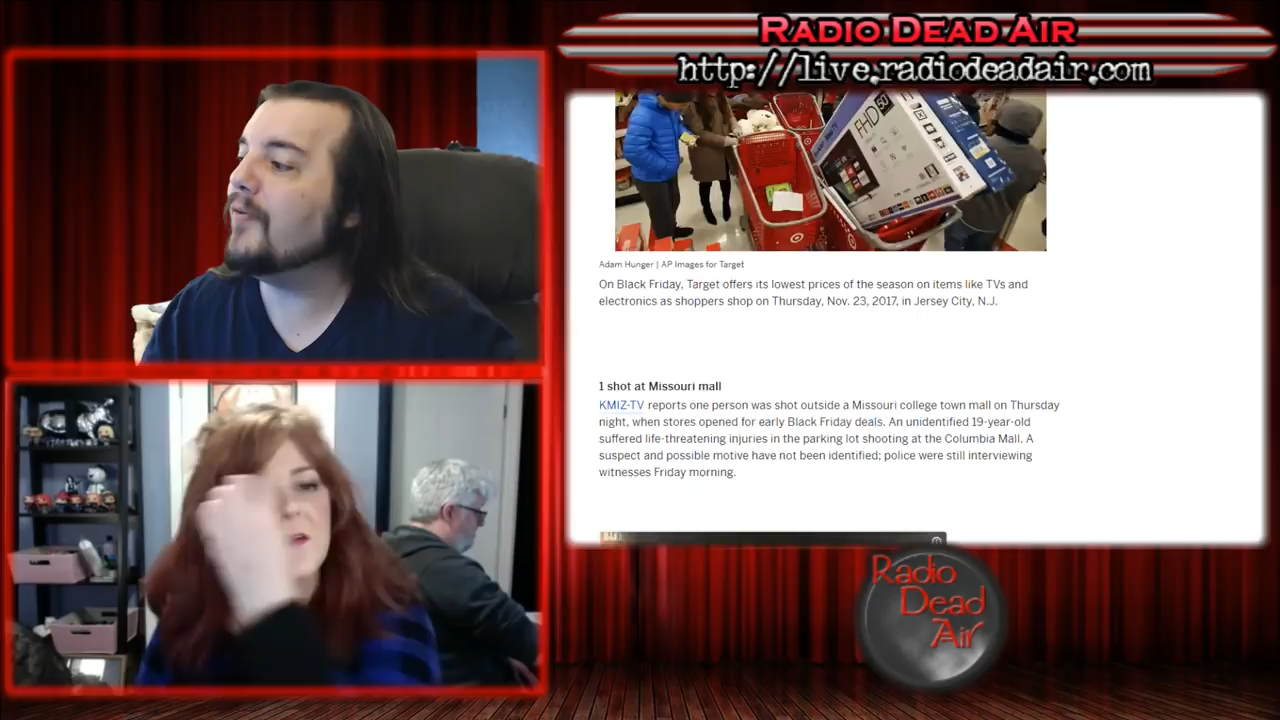 Radio Dead Air
http://live.radiodeadair.com
FHD 50"
Adam Hunger | AP Images for Target
On Black Friday, Target offers its lowest prices of the season on items like TVs and
electronics as shoppers shop on Thursday, Nov. 23, 2017, in Jersey City, N.J.
1 shot at Missouri mall
KMIZ-TV reports one person was shot outside a Missouri college town mall on Thursday
night, when stores opened for early Black Friday deals. An unidentified 19-year-old
suffered life-threatening injuries in the parking lot shooting at the Columbia Mall. A
suspect and possible motive have not been identified; police were still interviewing
witnesses Friday morning.
Radio
Dead
Air